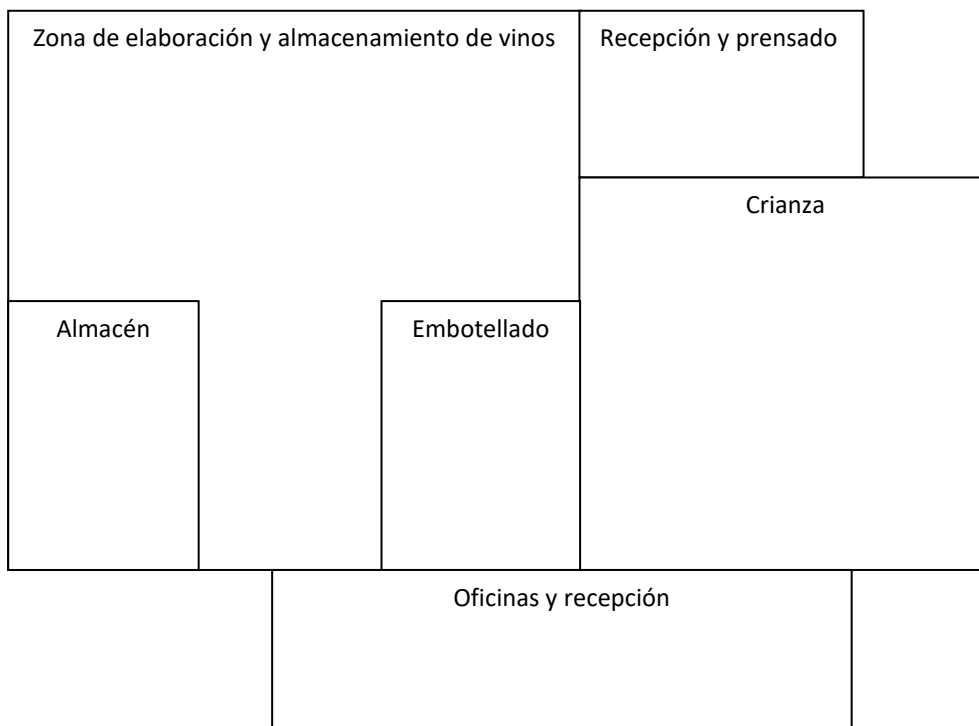 Zona de elaboración y almacenamiento de vinos
Recepción y prensado
Crianza
Almacén
Embotellado
Oficinas y recepción